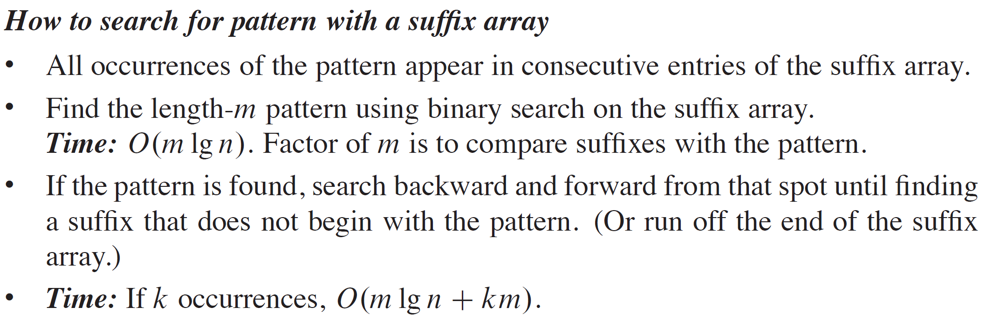 How to search for pattern with a suffix array
• All occurrences of the pattern appear in consecutive entries of the suffix array.
• Find the length-m pattern using binary search on the suffix array.
Time: O(m lg n). Factor of m is to compare suffixes with the pattern.
• If the pattern is found, search backward and forward from that spot until finding
a suffix that does not begin with the pattern. (Or run off the end of the suffix
array.)
• Time: If k occurrences, O(m lg n + km).